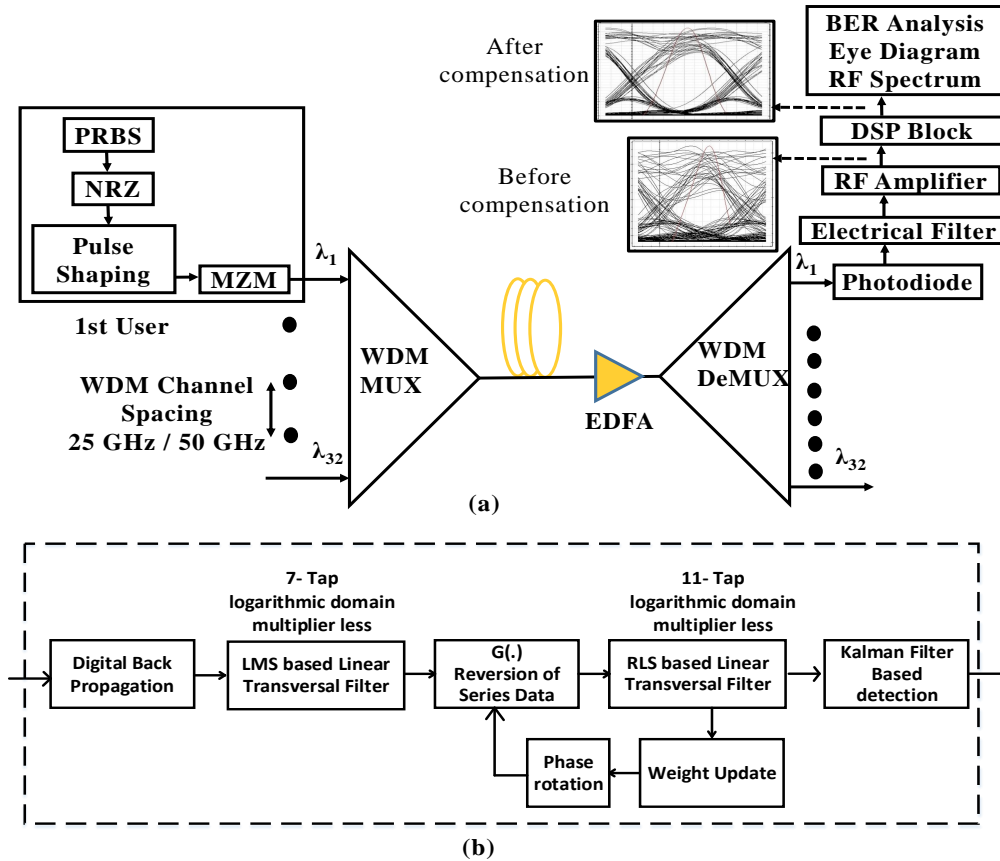 PRBS
NRZ
Pulse
Shaping
MZM
1st User
WDM Channel
Spacing
25 GHz / 50 GHz
λ1
λ32
WDM
MUX
EDFA
WDM
DeMUX
λ1
λ32
After
compensation
Before
compensation
BER Analysis
Eye Diagram
RF Spectrum
DSP Block
RF Amplifier
Electrical Filter
Photodiode
(a)
7- Tap
logarithmic domain
multiplier less
11- Tap
logarithmic domain
multiplier less
Digital Back
Propagation
LMS based Linear
Transversal Filter
G(.)
Reversion of
Series Data
RLS based Linear
Transversal Filter
Kalman Filter
Based
detection
Phase
rotation
Weight Update
(b)